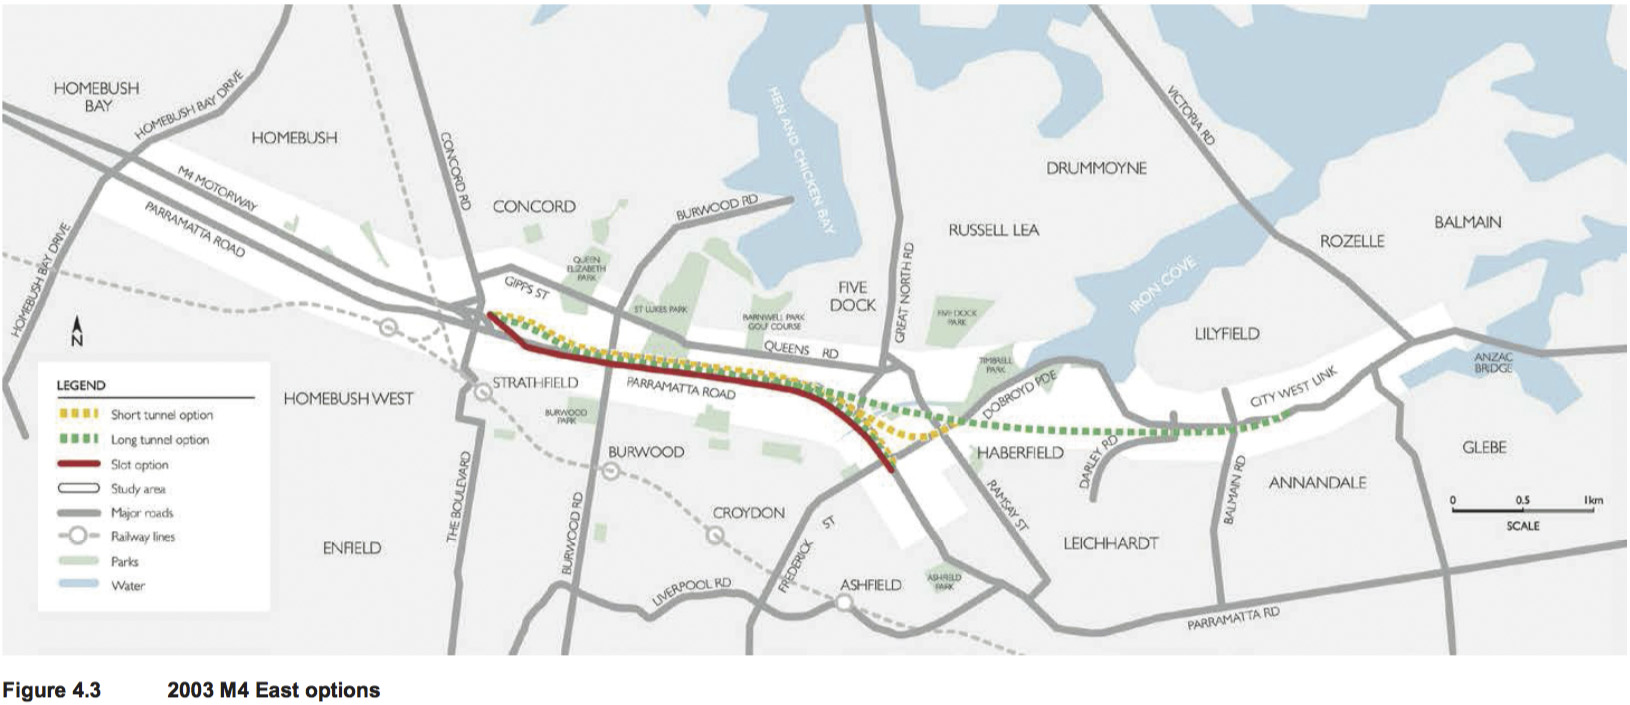 HOMEBUSH
BAY
HOMEBUSH BAY DRIVE
HOMEBUSH
M4 MOTORWAY
PARRAMATTA ROAD
HOMEBUSH BAY DRIVE
CONCORD RD
CONCORD
BURWOOD RD
HEN AND CHICKEN BAY
VICTORIA RD
DRUMMOYNE
RUSSELL LEA
BALMAIN
ROZELLE
QUEEN
ELIZABETH
PARK
GIPPS ST
ST LUKES PARK
BARNWELL PARK
GOLF COURSE
FIVE
DOCK
GREAT NORTH RD
FIVE DOCK
PARK
IRON COVE
LILYFIELD
QUEENS RD
TIMBRELL
PARK
ANZAC
BRIDGE
N
STRATHFIELD
PARRAMATTA ROAD
DOBROYD PDE
CITY WEST LINK
HOMEBUSH WEST
BURWOOD
PARK
BURWOOD
HABERFIELD
DARLEY RD
GLEBE
ANNANDALE
BALMAIN RD
RAMSAY ST
THE BOULEVARD
BURWOOD RD
CROYDON
FREDERICK ST
ENFIELD
LEICHHARDT
LIVERPOOL RD
ASHFIELD
ASHFIELD
PARK
PARRAMATTA RD
0 0.5 1km
SCALE
LEGEND
Short tunnel option
Long tunnel option
Slot option
Study area
Major roads
Railway lines
Parks
Water
Figure 4.3 2003 M4 East options